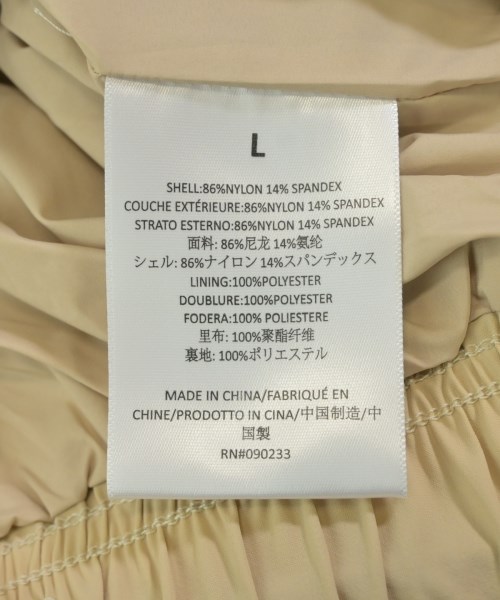 L
SHELL:86%NYLON 14% SPANDEX
COUCHE EXTÉRIEURE:86%NYLON 14% SPANDEX
STRATO ESTERNO:86%NYLON 14% SPANDEX
面料: 86%尼龙 14%氨纶
シェル: 86%ナイロン 14%スパンデックス
LINING:100%POLYESTER
DOUBLURE:100%POLYESTER
FODERA:100% POLIESTERE
里布: 100%聚酯纤维
裏地: 100%ポリエステル
MADE IN CHINA/FABRIQUÉ EN
CHINE/PRODOTTO IN CINA/中国制造/中
国製
RN#090233